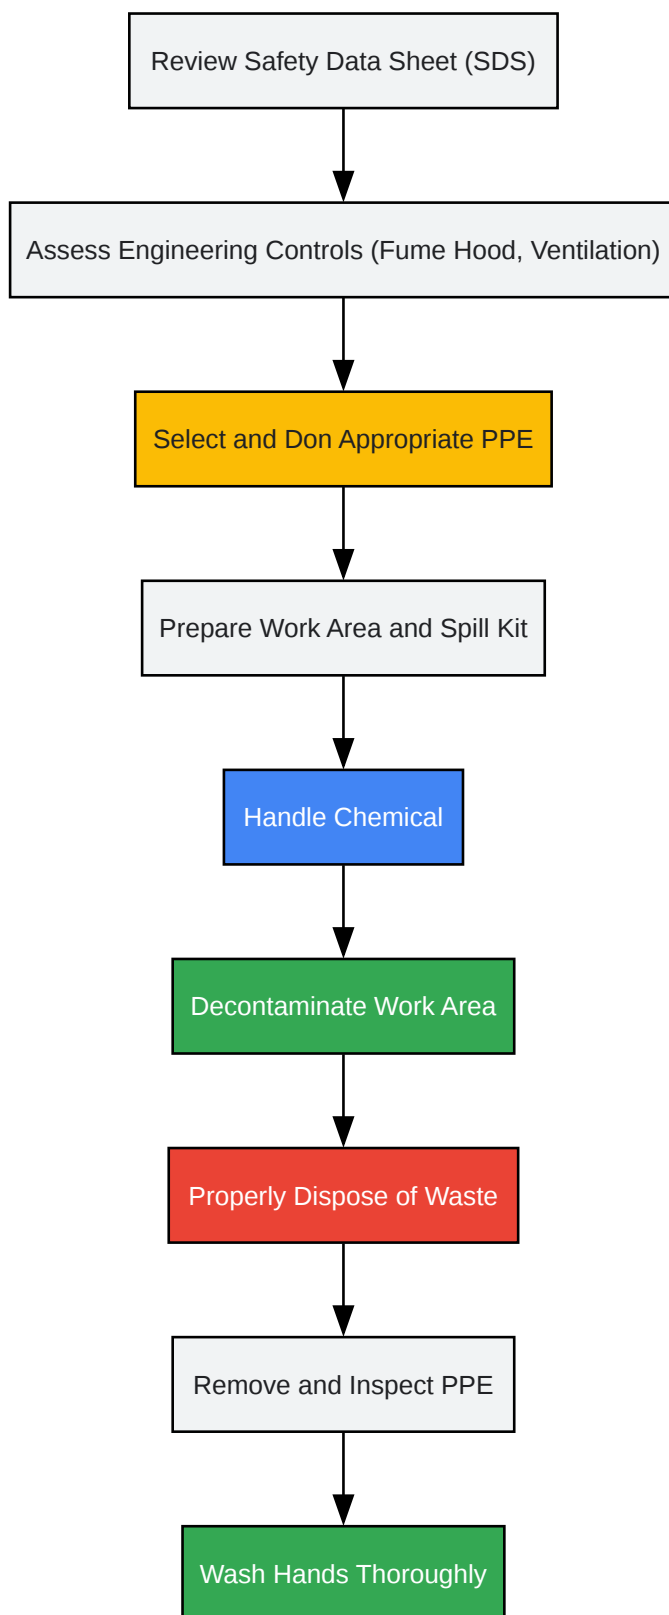 Review Safety Data Sheet (SDS)
Assess Engineering Controls (Fume Hood, Ventilation)
Select and Don Appropriate PPE
Prepare Work Area and Spill Kit
Handle Chemical
Decontaminate Work Area
Properly Dispose of Waste
Remove and Inspect PPE
Wash Hands Thoroughly